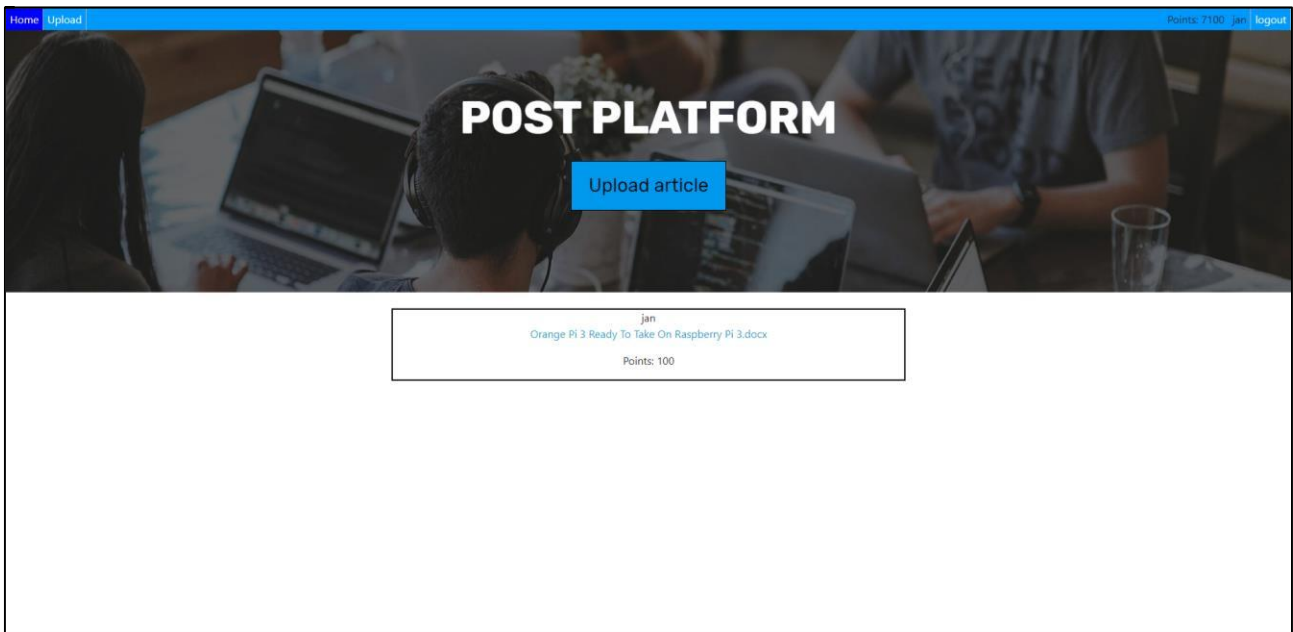 Home Upload Points: 7100 jan logout
POST PLATFORM
Upload article
jan
Orange Pi 3 Ready To Take On Raspberry Pi 3.docx
Points: 100